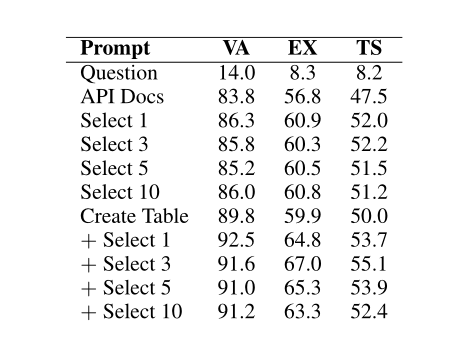 Prompt VA EX TS
Question 14.0 8.3 8.2
API Docs 83.8 56.8 47.5
Select 1 86.3 60.9 52.0
Select 3 85.8 60.3 52.2
Select 5 85.2 60.5 51.5
Select 10 86.0 60.8 51.2
Create Table 89.8 59.9 50.0
+ Select 1 92.5 64.8 53.7
+ Select 3 91.6 67.0 55.1
+ Select 5 91.0 65.3 53.9
+ Select 10 91.2 63.3 52.4